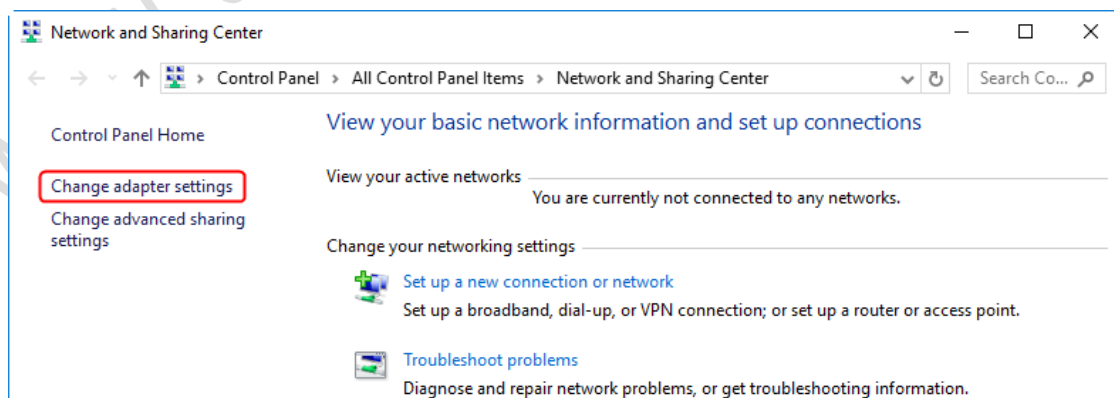 Network and Sharing Center
Control Panel > All Control Panel Items > Network and Sharing Center
Search Co...
Control Panel Home
Change adapter settings
Change advanced sharing
settings
View your basic network information and set up connections
View your active networks
You are currently not connected to any networks.
Change your networking settings
Set up a new connection or network
Set up a broadband, dial-up, or VPN connection; or set up a router or access point.
Troubleshoot problems
Diagnose and repair network problems, or get troubleshooting information.